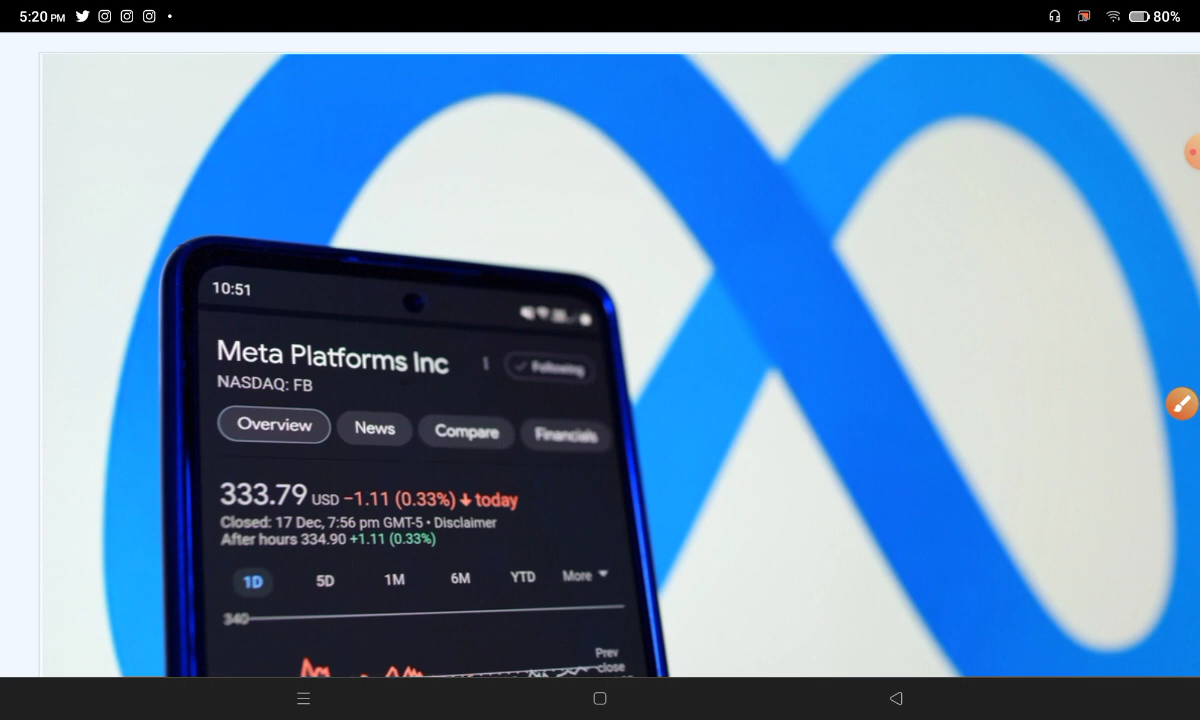 5:20 PM
80%
10:51
Meta Platforms Inc
Following
NASDAQ: FB
Overview News Compare Financials
333.79 USD −1.11 (0.33%) ↓ today
Closed: 17 Dec, 7:56 pm GMT-5 • Disclaimer
After hours 334.90 +1.11 (0.33%)
1D 5D 1M 6M YTD More
340
Prev
close